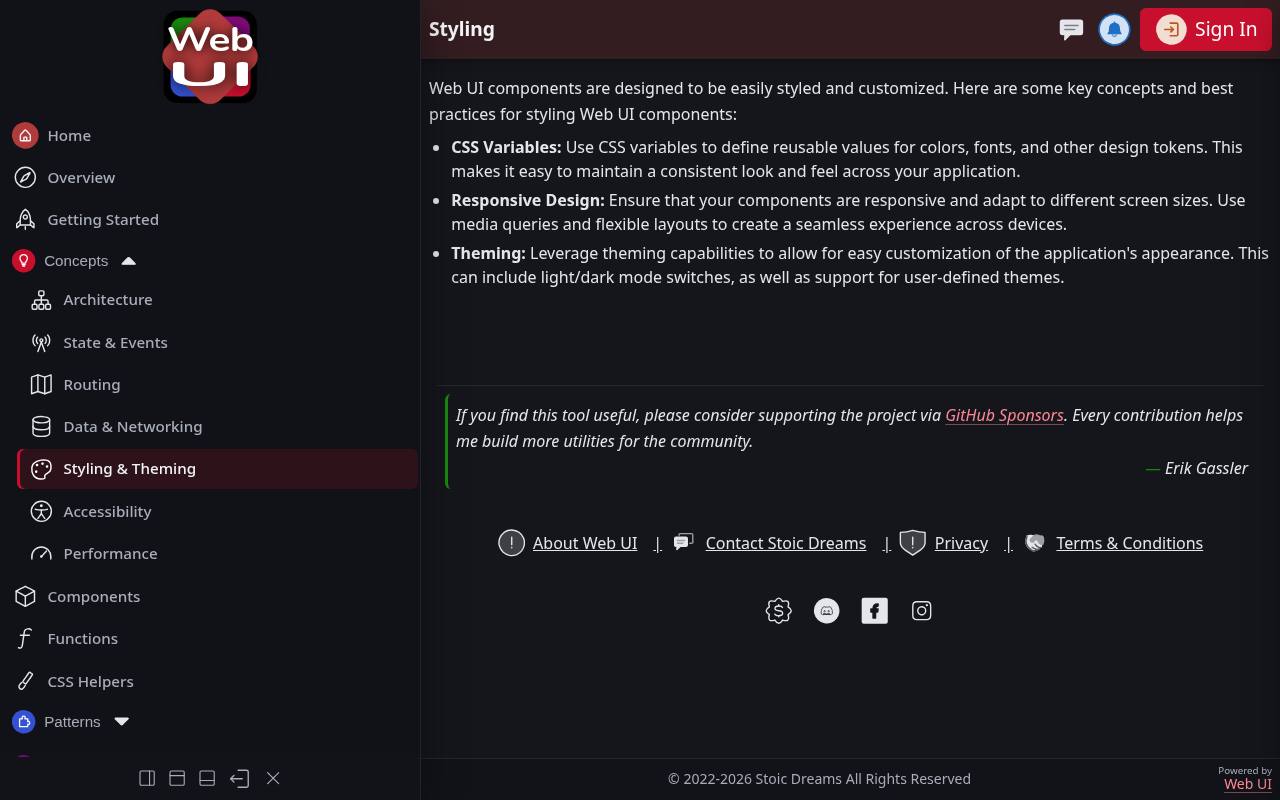 Web
UI
Home
Overview
Getting Started
Concepts
Architecture
State & Events
Routing
Data & Networking
Styling & Theming
Accessibility
Performance
Components
Functions
CSS Helpers
Patterns
Styling
Sign In
Web UI components are designed to be easily styled and customized. Here are some key concepts and best
practices for styling Web UI components:
CSS Variables: Use CSS variables to define reusable values for colors, fonts, and other design tokens. This
makes it easy to maintain a consistent look and feel across your application.
Responsive Design: Ensure that your components are responsive and adapt to different screen sizes. Use
media queries and flexible layouts to create a seamless experience across devices.
Theming: Leverage theming capabilities to allow for easy customization of the application's appearance. This
can include light/dark mode switches, as well as support for user-defined themes.
If you find this tool useful, please consider supporting the project via GitHub Sponsors. Every contribution helps
me build more utilities for the community.
— Erik Gassler
About Web UI | Contact Stoic Dreams | Privacy | Terms & Conditions
© 2022-2026 Stoic Dreams All Rights Reserved
Powered by
Web UI